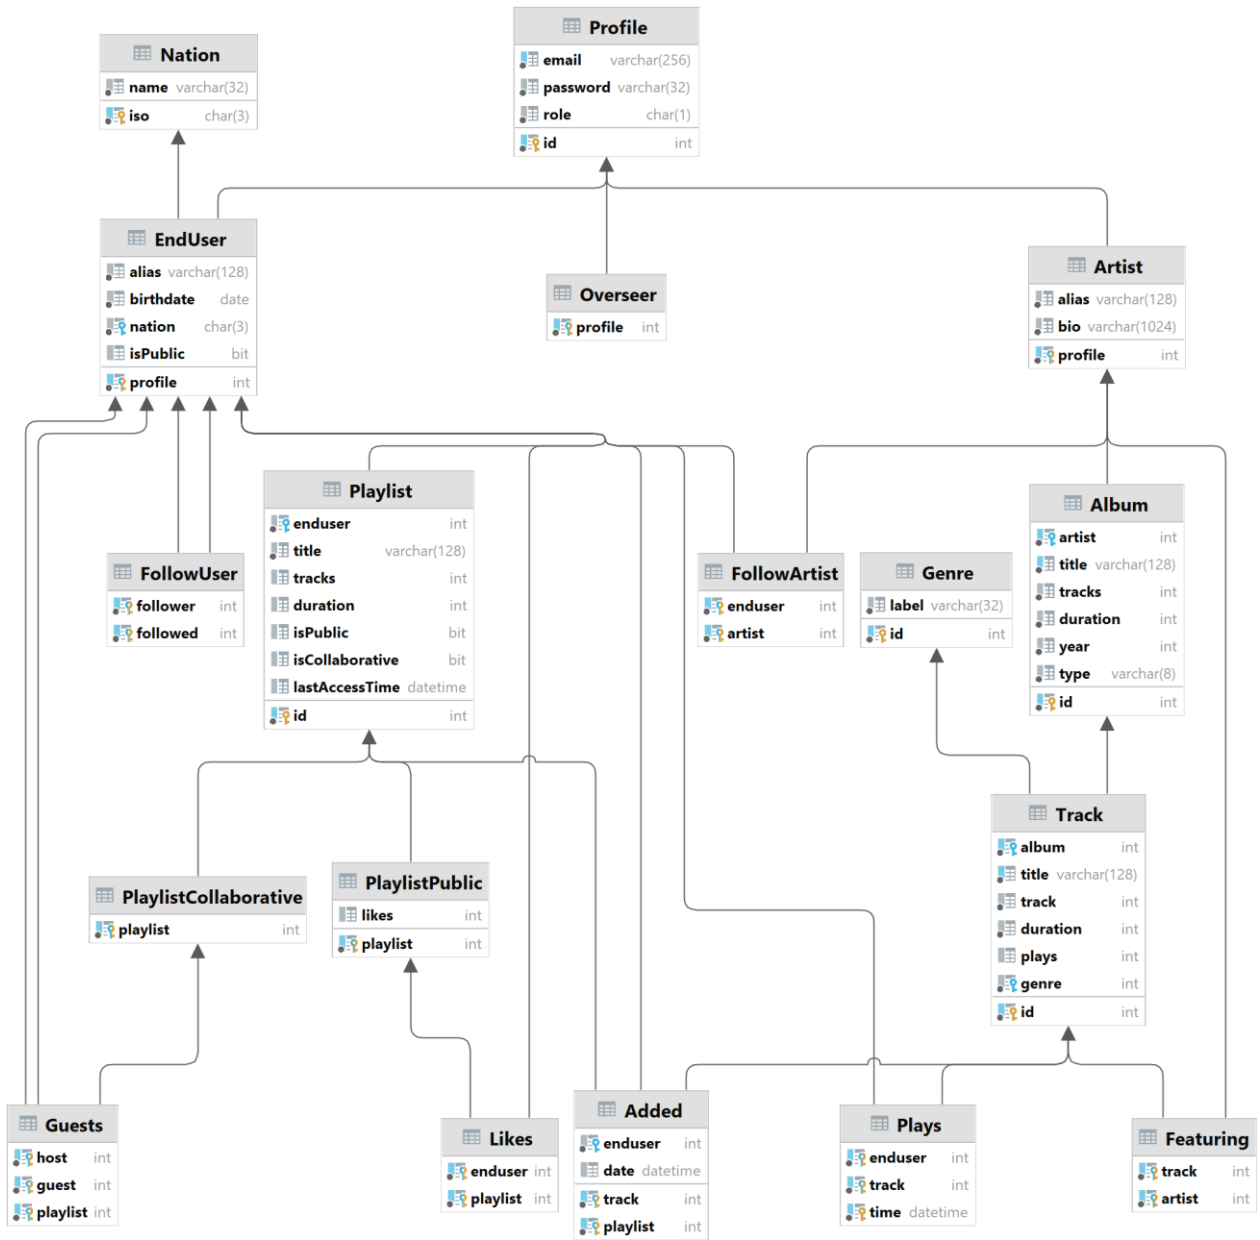 Profile
email varchar(256)
password varchar(32)
role char(1)
id int
Nation
name varchar(32)
iso char(3)
EndUser
alias varchar(128)
birthdate date
nation char(3)
isPublic bit
profile int
Overseer
profile int
Artist
alias varchar(128)
bio varchar(1024)
profile int
Playlist
enduser int
title varchar(128)
tracks int
duration int
isPublic bit
isCollaborative bit
lastAccessTime datetime
id int
FollowUser
follower int
followed int
FollowArtist
enduser int
artist int
Genre
label varchar(32)
id int
Album
artist int
title varchar(128)
tracks int
duration int
year int
type varchar(8)
id int
Track
album int
title varchar(128)
track int
duration int
plays int
genre int
id int
PlaylistCollaborative
playlist int
PlaylistPublic
likes int
playlist int
Guests
host int
guest int
playlist int
Likes
enduser int
playlist int
Added
enduser int
date datetime
track int
playlist int
Plays
enduser int
track int
time datetime
Featuring
track int
artist int